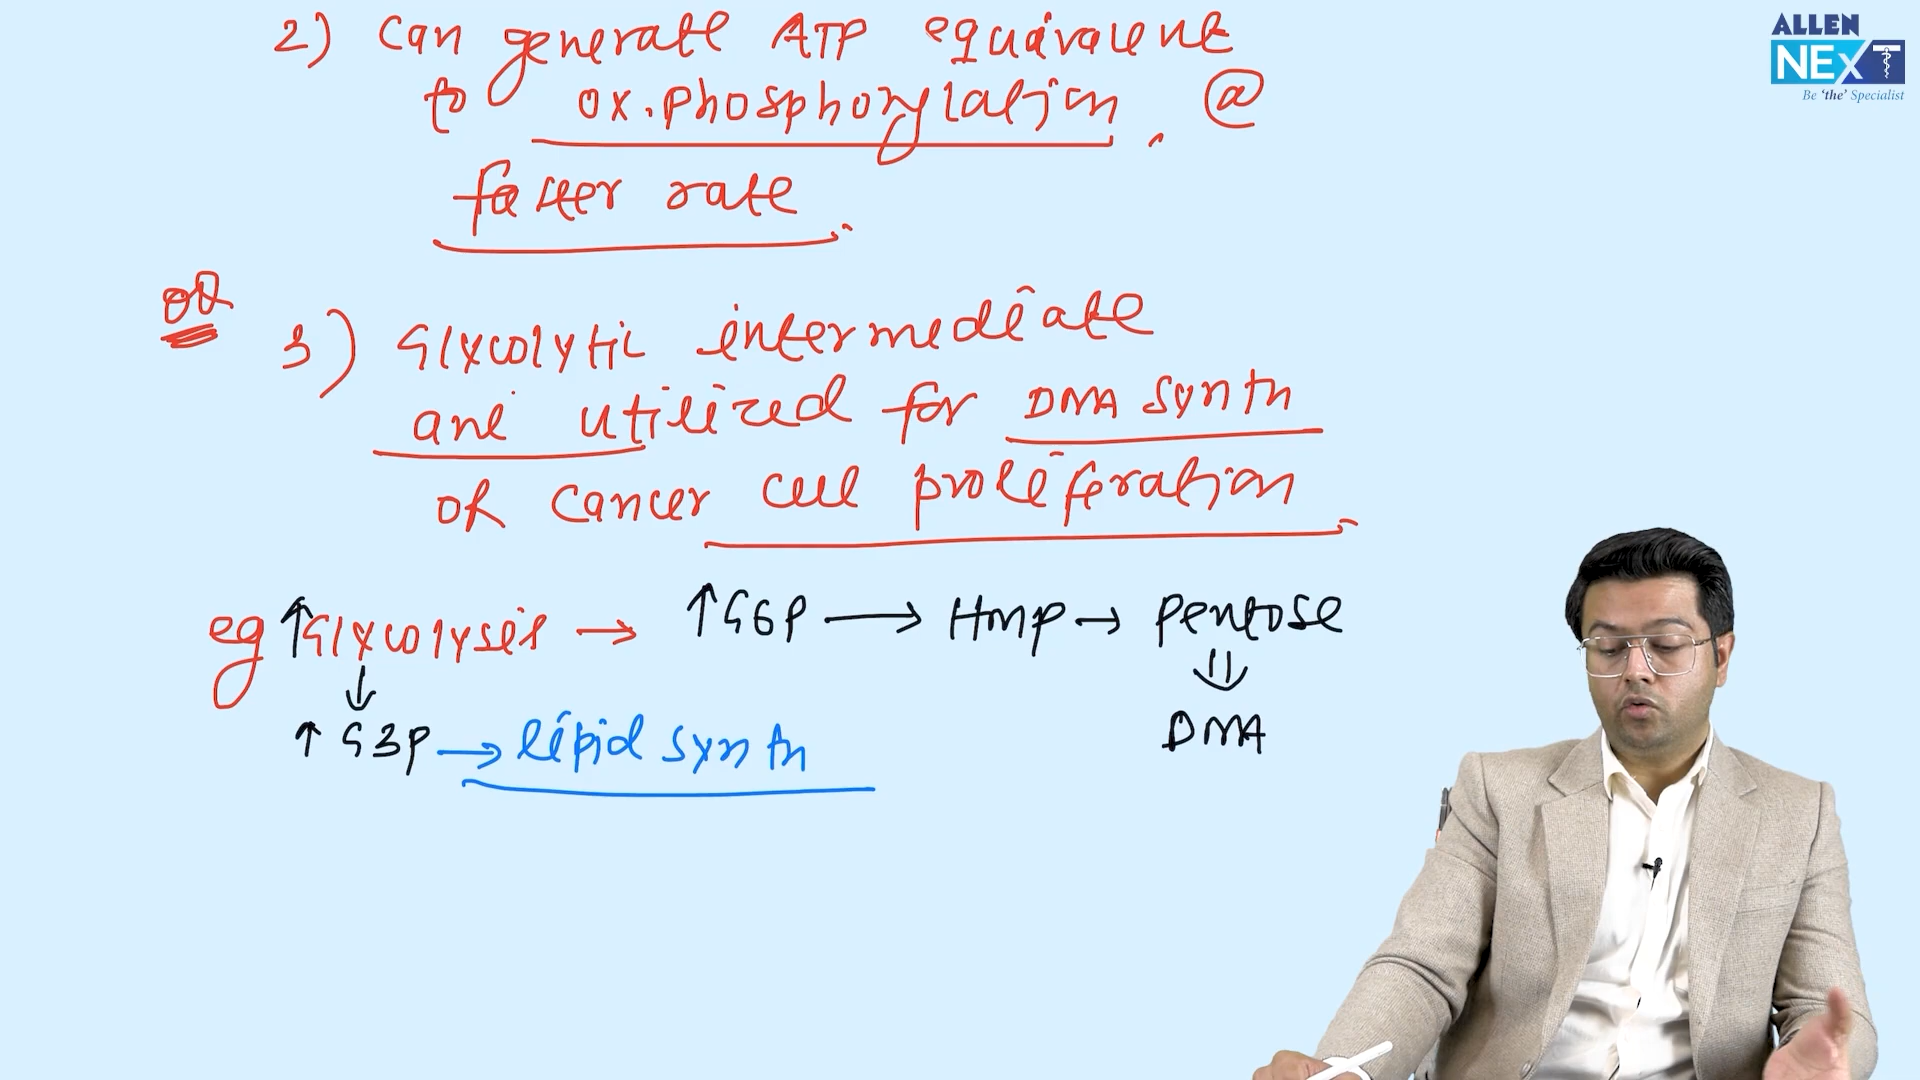 2) Can generate ATP equivalent
to ox. phosphorylation. @
faster rate.
3) Glycolytic intermediate
are utilized for DNA synth
of cancer cell proliferation
eg ↑Glycolysis → ↑G6P → HMP → Pentose
↓ ⇓
↑ G3P → lipid synth DNA
ALLEN
NEXT
Be 'the' Specialist